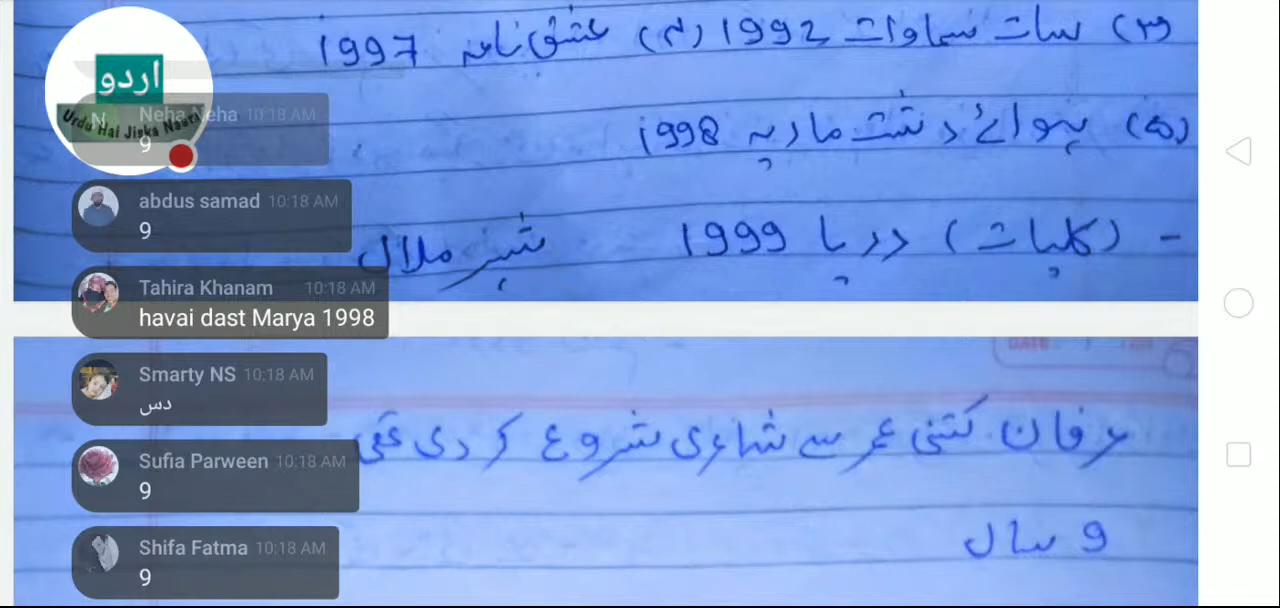 (۳) سات سماوات 1992 (۴) عشق نامہ 1997
(۵) ہوائے دشت ماریہ 1998
- (کلیات) دریا 1999 شہر ملال
اردو
Urdu Hai Jiska Naam
N
Neha Neha 10:18 AM
9
abdus samad 10:18 AM
9
Tahira Khanam 10:18 AM
havai dast Marya 1998
Smarty NS 10:18 AM
دس
Sufia Parween 10:18 AM
9
Shifa Fatma 10:18 AM
9
DATE
عرفان کتنی عمر سے شاعری شروع کر دی تھی
9 سال